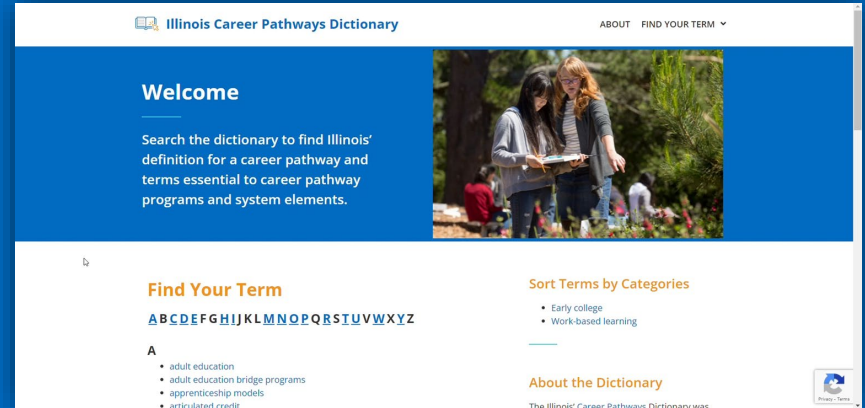 Illinois Career Pathways Dictionary
ABOUT FIND YOUR TERM
Welcome
Search the dictionary to find Illinois'
definition for a career pathway and
terms essential to career pathway
programs and system elements.
Find Your Term
A B C D E F G H I J K L M N O P Q R S T U V W X Y Z
A
adult education
adult education bridge programs
apprenticeship models
articulated credit
Sort Terms by Categories
Early college
Work-based learning
About the Dictionary
The Illinois' Career Pathways Dictionary was
Privacy - Terms